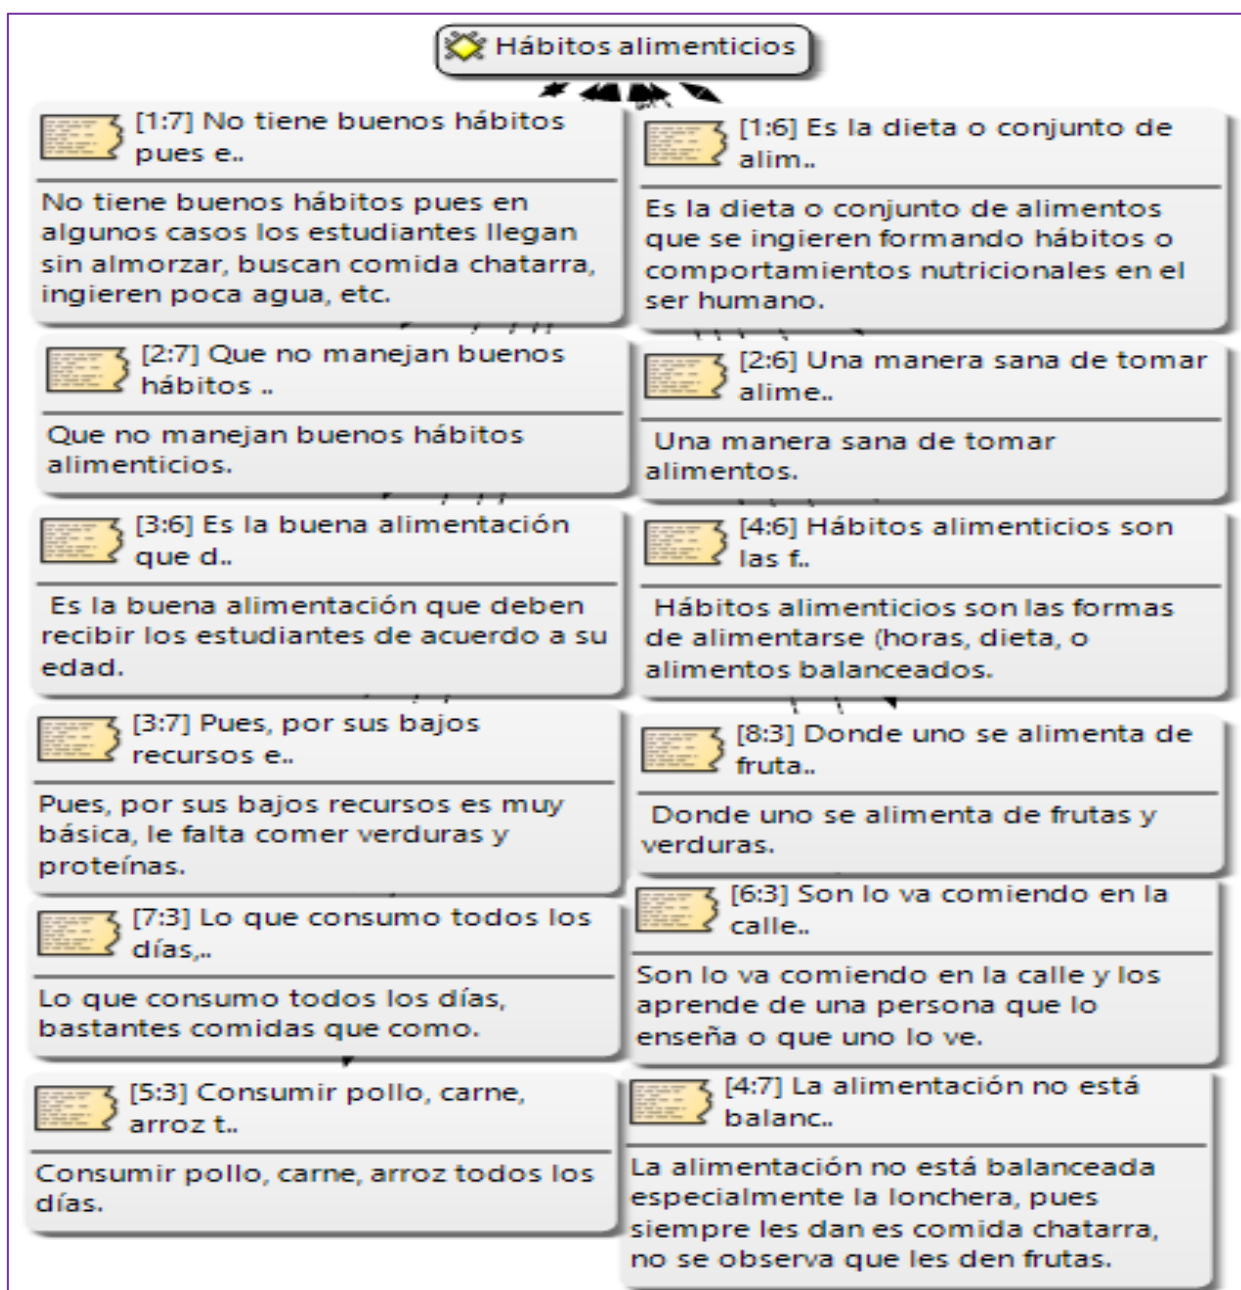 Hábitos alimenticios
[1:7] No tiene buenos hábitos
pues e..
No tiene buenos hábitos pues en
algunos casos los estudiantes llegan
sin almorzar, buscan comida chatarra,
ingieren poca agua, etc.
[1:6] Es la dieta o conjunto de
alim..
Es la dieta o conjunto de alimentos
que se ingieren formando hábitos o
comportamientos nutricionales en el
ser humano.
[2:7] Que no manejan buenos
hábitos ..
Que no manejan buenos hábitos
alimenticios.
[2:6] Una manera sana de tomar
alime..
Una manera sana de tomar
alimentos.
[3:6] Es la buena alimentación
que d..
Es la buena alimentación que deben
recibir los estudiantes de acuerdo a su
edad.
[4:6] Hábitos alimenticios son
las f..
Hábitos alimenticios son las formas
de alimentarse (horas, dieta, o
alimentos balanceados.
[3:7] Pues, por sus bajos
recursos e..
Pues, por sus bajos recursos es muy
básica, le falta comer verduras y
proteínas.
[8:3] Donde uno se alimenta de
fruta..
Donde uno se alimenta de frutas y
verduras.
[7:3] Lo que consumo todos los
días,..
Lo que consumo todos los días,
bastantes comidas que como.
[6:3] Son lo va comiendo en la
calle..
Son lo va comiendo en la calle y los
aprende de una persona que lo
enseña o que uno lo ve.
[5:3] Consumir pollo, carne,
arroz t..
Consumir pollo, carne, arroz todos los
días.
[4:7] La alimentación no está
balanc..
La alimentación no está balanceada
especialmente la lonchera, pues
siempre les dan es comida chatarra,
no se observa que les den frutas.